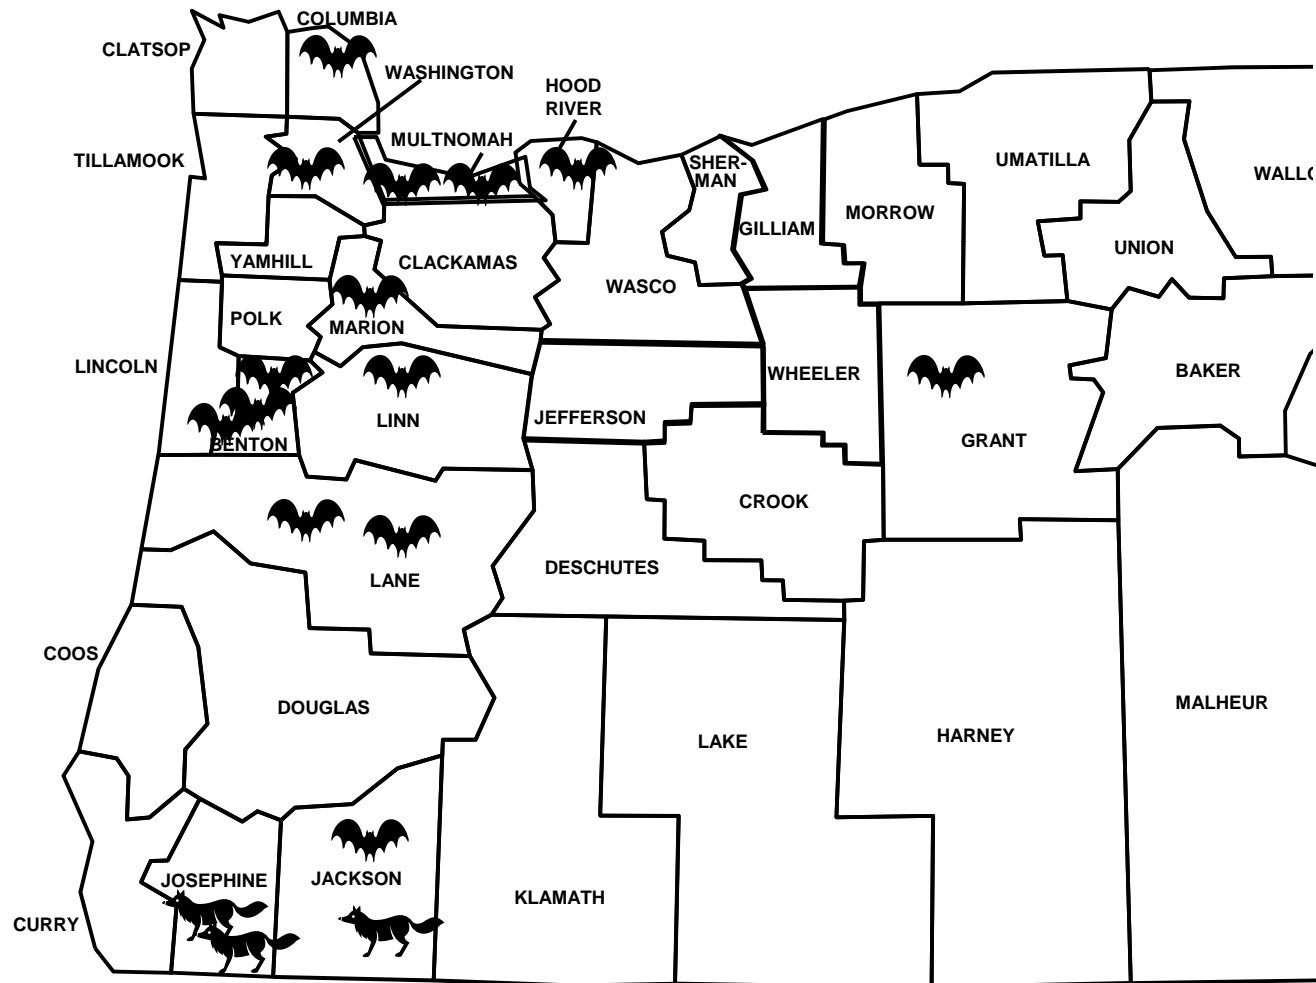 COLUMBIA
CLATSOP
WASHINGTON
HOOD
RIVER
MULTNOMAH
TILLAMOOK
SHER-
MAN
UMATILLA
WALLO
MORROW
GILLIAM
UNION
YAMHILL
CLACKAMAS
WASCO
POLK
MARION
LINCOLN
WHEELER
BAKER
JEFFERSON
LINN
BENTON
GRANT
CROOK
DESCHUTES
LANE
COOS
DOUGLAS
MALHEUR
LAKE
HARNEY
JOSEPHINE
JACKSON
KLAMATH
CURRY